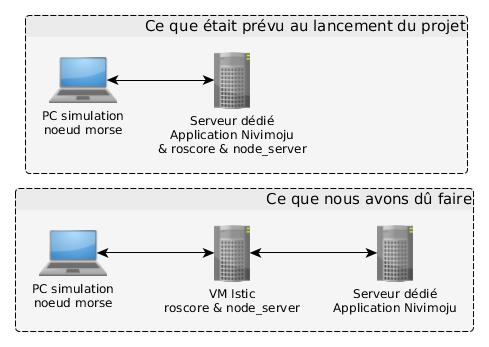 Ce que était prévu au lancement du projet
PC simulation
noeud morse
Serveur dédié
Application Nivimoju
& roscore & node_server
Ce que nous avons dû faire
PC simulation
noeud morse
VM Istic
roscore & node_server
Serveur dédié
Application Nivimoju